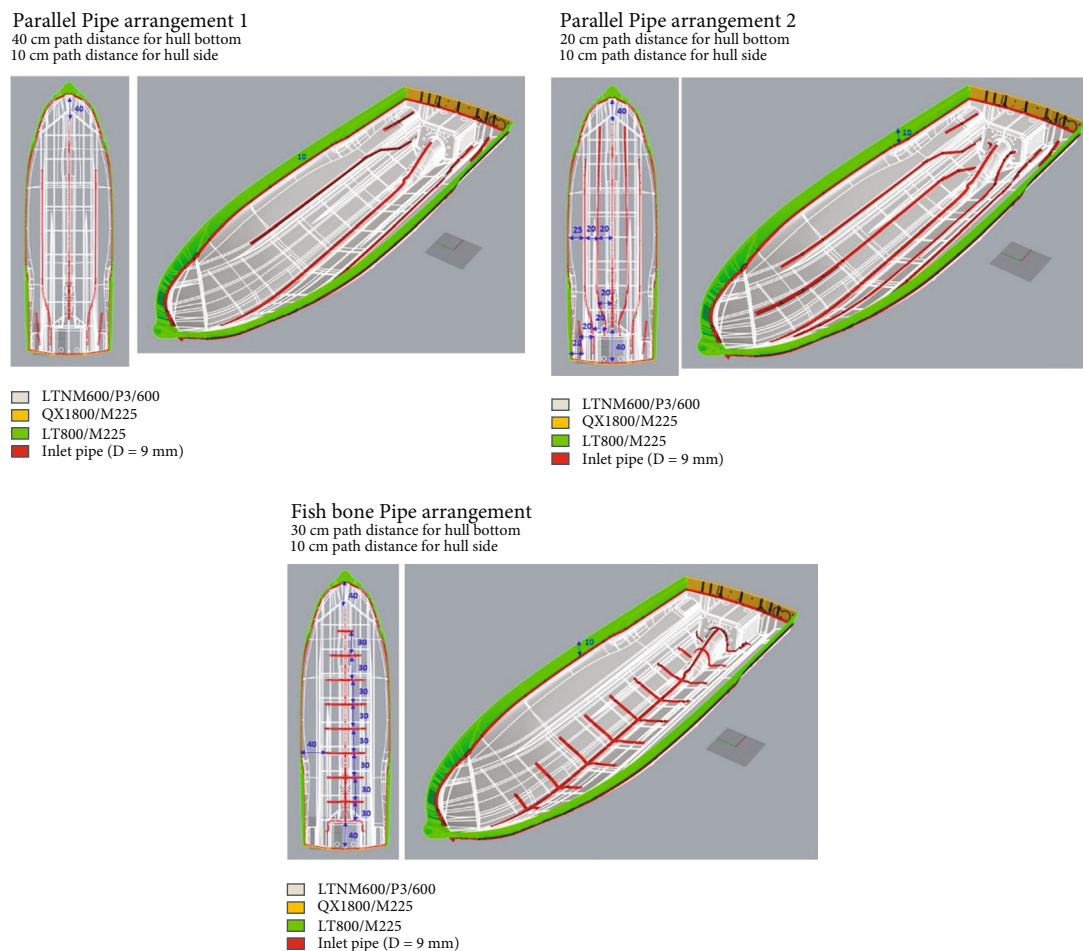 Parallel Pipe arrangement 1
40 cm path distance for hull bottom
10 cm path distance for hull side
40
10
LTNM600/P3/600
QX1800/M225
LT800/M225
Inlet pipe (D = 9 mm)
Parallel Pipe arrangement 2
20 cm path distance for hull bottom
10 cm path distance for hull side
40
25 20 20
20
20
20
20
40
10
LTNM600/P3/600
QX1800/M225
LT800/M225
Inlet pipe (D = 9 mm)
Fish bone Pipe arrangement
30 cm path distance for hull bottom
10 cm path distance for hull side
40
30
30
30
30
30
40
30
30
30
40
10
LTNM600/P3/600
QX1800/M225
LT800/M225
Inlet pipe (D = 9 mm)